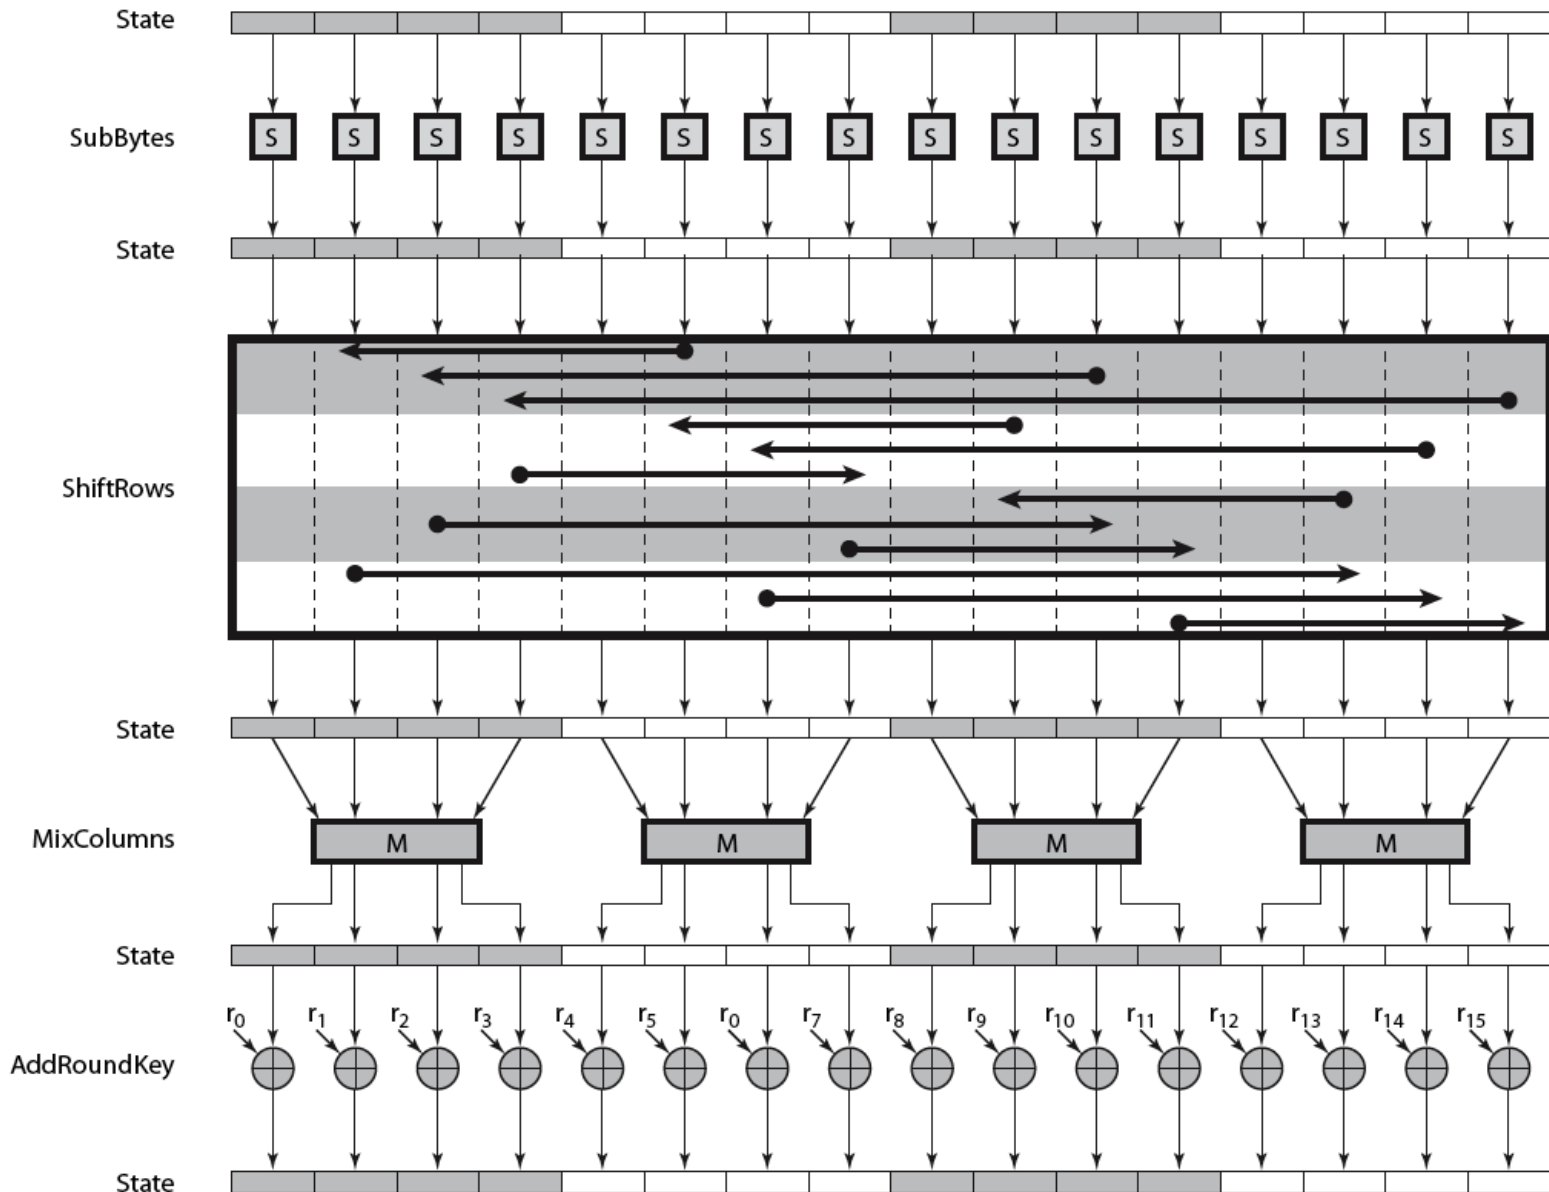 State
SubBytes S S S S S S S S S S S S S S S S
State
ShiftRows
State
MixColumns M M M M
State
r0 r1 r2 r3 r4 r5 r0 r7 r8 r9 r10 r11 r12 r13 r14 r15
AddRoundKey
State